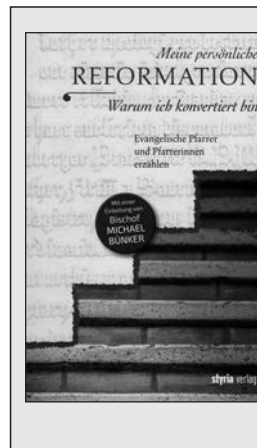 Meine persönliche
REFORMATION
Warum ich konvertiert bin
Evangelische Pfarrer
und Pfarrerinnen
erzählen
Mit einer
Einleitung von
Bischof
MICHAEL
BÜNKER
styria verlag